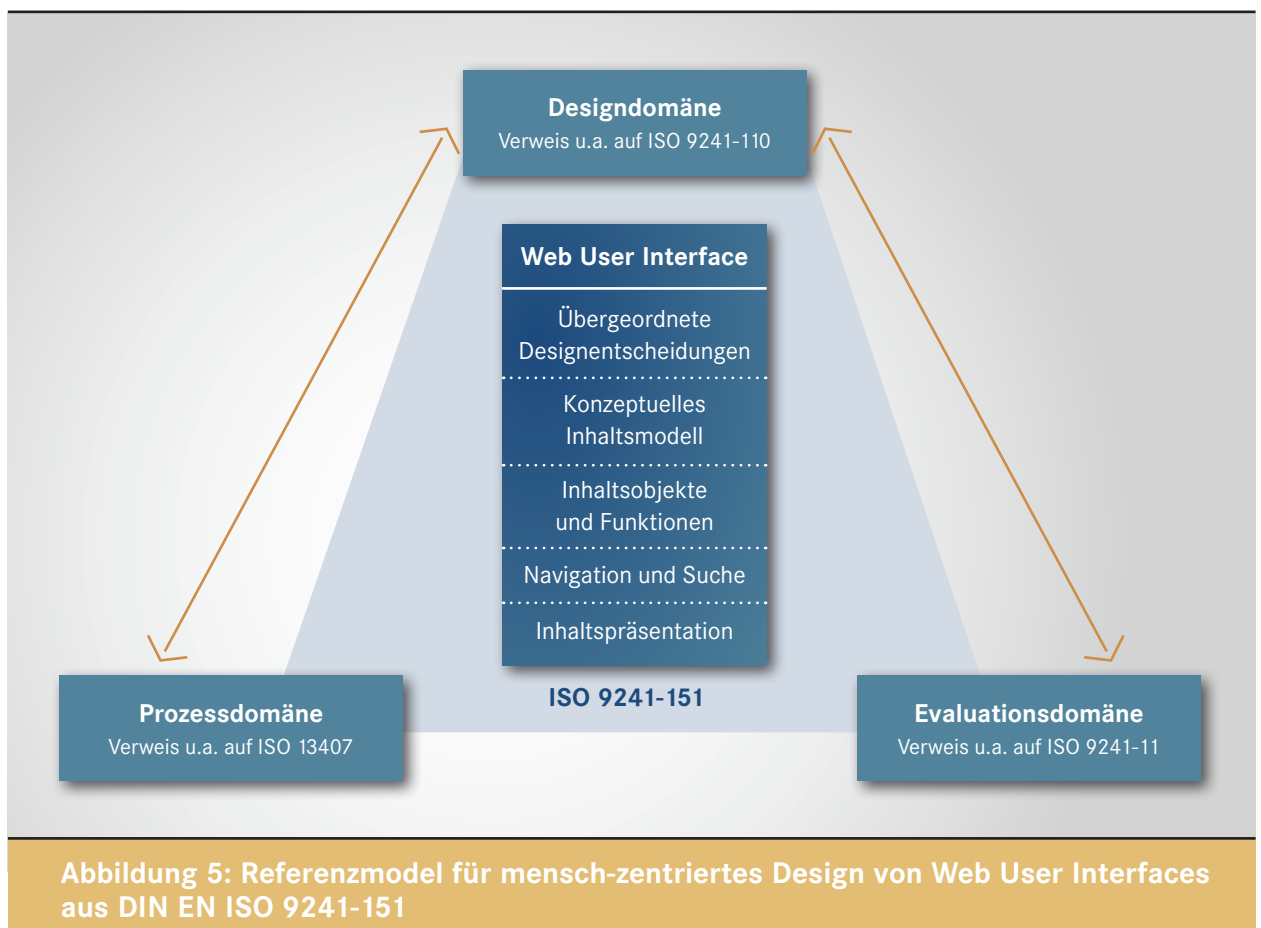 Designdomäne
Verweis u.a. auf ISO 9241-110
Web User Interface
Übergeordnete
Designentscheidungen
Konzeptuelles
Inhaltsmodell
Inhaltsobjekte
und Funktionen
Navigation und Suche
Inhaltspräsentation
ISO 9241-151
Prozessdomäne
Verweis u.a. auf ISO 13407
Evaluationsdomäne
Verweis u.a. auf ISO 9241-11
Abbildung 5: Referenzmodel für mensch-zentriertes Design von Web User Interfaces
aus DIN EN ISO 9241-151